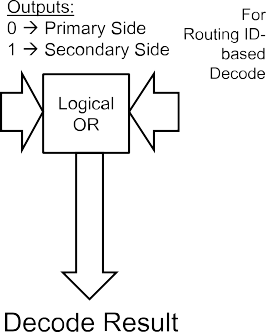 Outputs:
0 → Primary Side
1 → Secondary Side
For
Routing ID-
based
Decode
Logical
OR
Decode Result